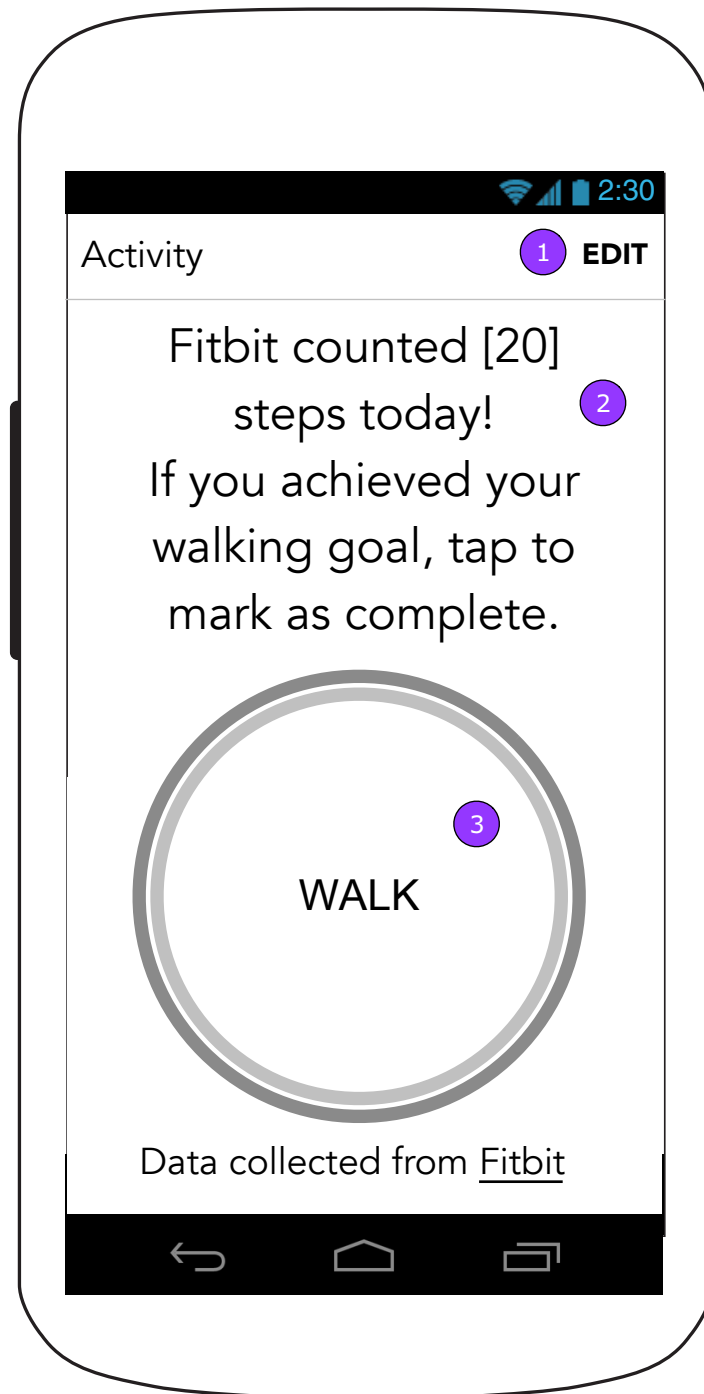 2:30
Activity
1
EDIT
Fitbit counted [20]
steps today!
2
If you achieved your
walking goal, tap to
mark as complete.
3
WALK
Data collected from Fitbit